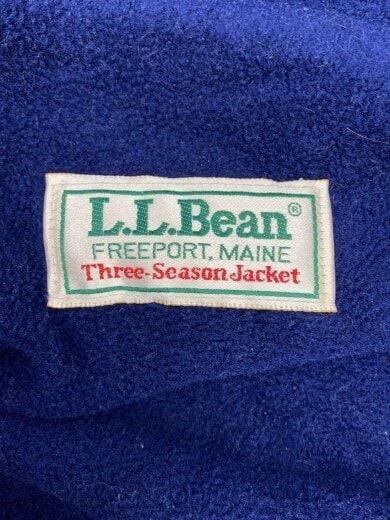 L.L.Bean®
FREEPORT, MAINE
Three-Season Jacket